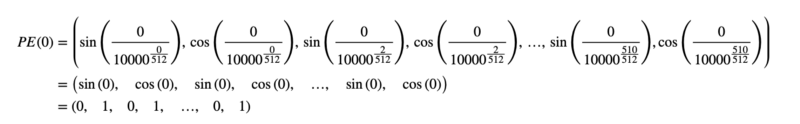 PE(0) = (sin(0/10000^(0/512)), cos(0/10000^(0/512)), sin(0/10000^(2/512)), cos(0/10000^(2/512)), …, sin(0/10000^(510/512)), cos(0/10000^(510/512)))
= (sin (0), cos (0), sin (0), cos (0), …, sin (0), cos (0))
= (0, 1, 0, 1, …, 0, 1)